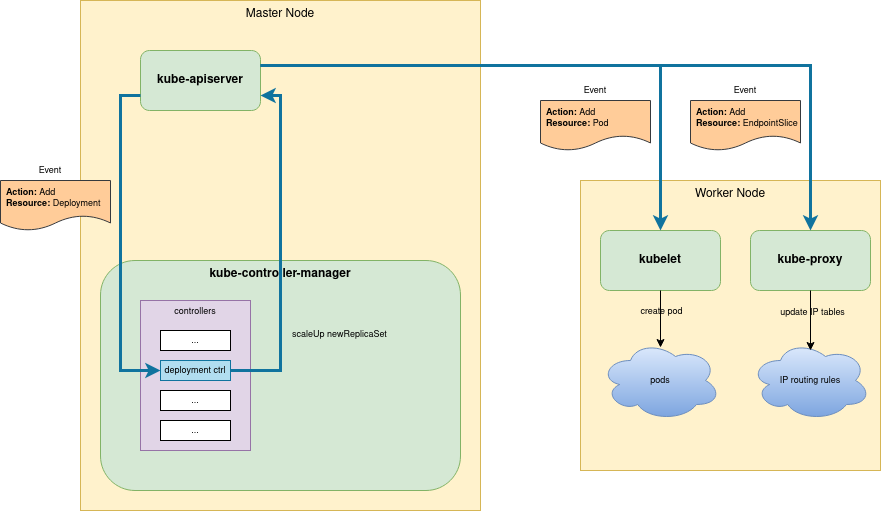 Master Node
kube-apiserver
Event
Action: Add
Resource: Deployment
kube-controller-manager
controllers
...
deployment ctrl
...
...
scaleUp newReplicaSet
Event
Action: Add
Resource: Pod
Event
Action: Add
Resource: EndpointSlice
Worker Node
kubelet
kube-proxy
create pod
update IP tables
pods
IP routing rules